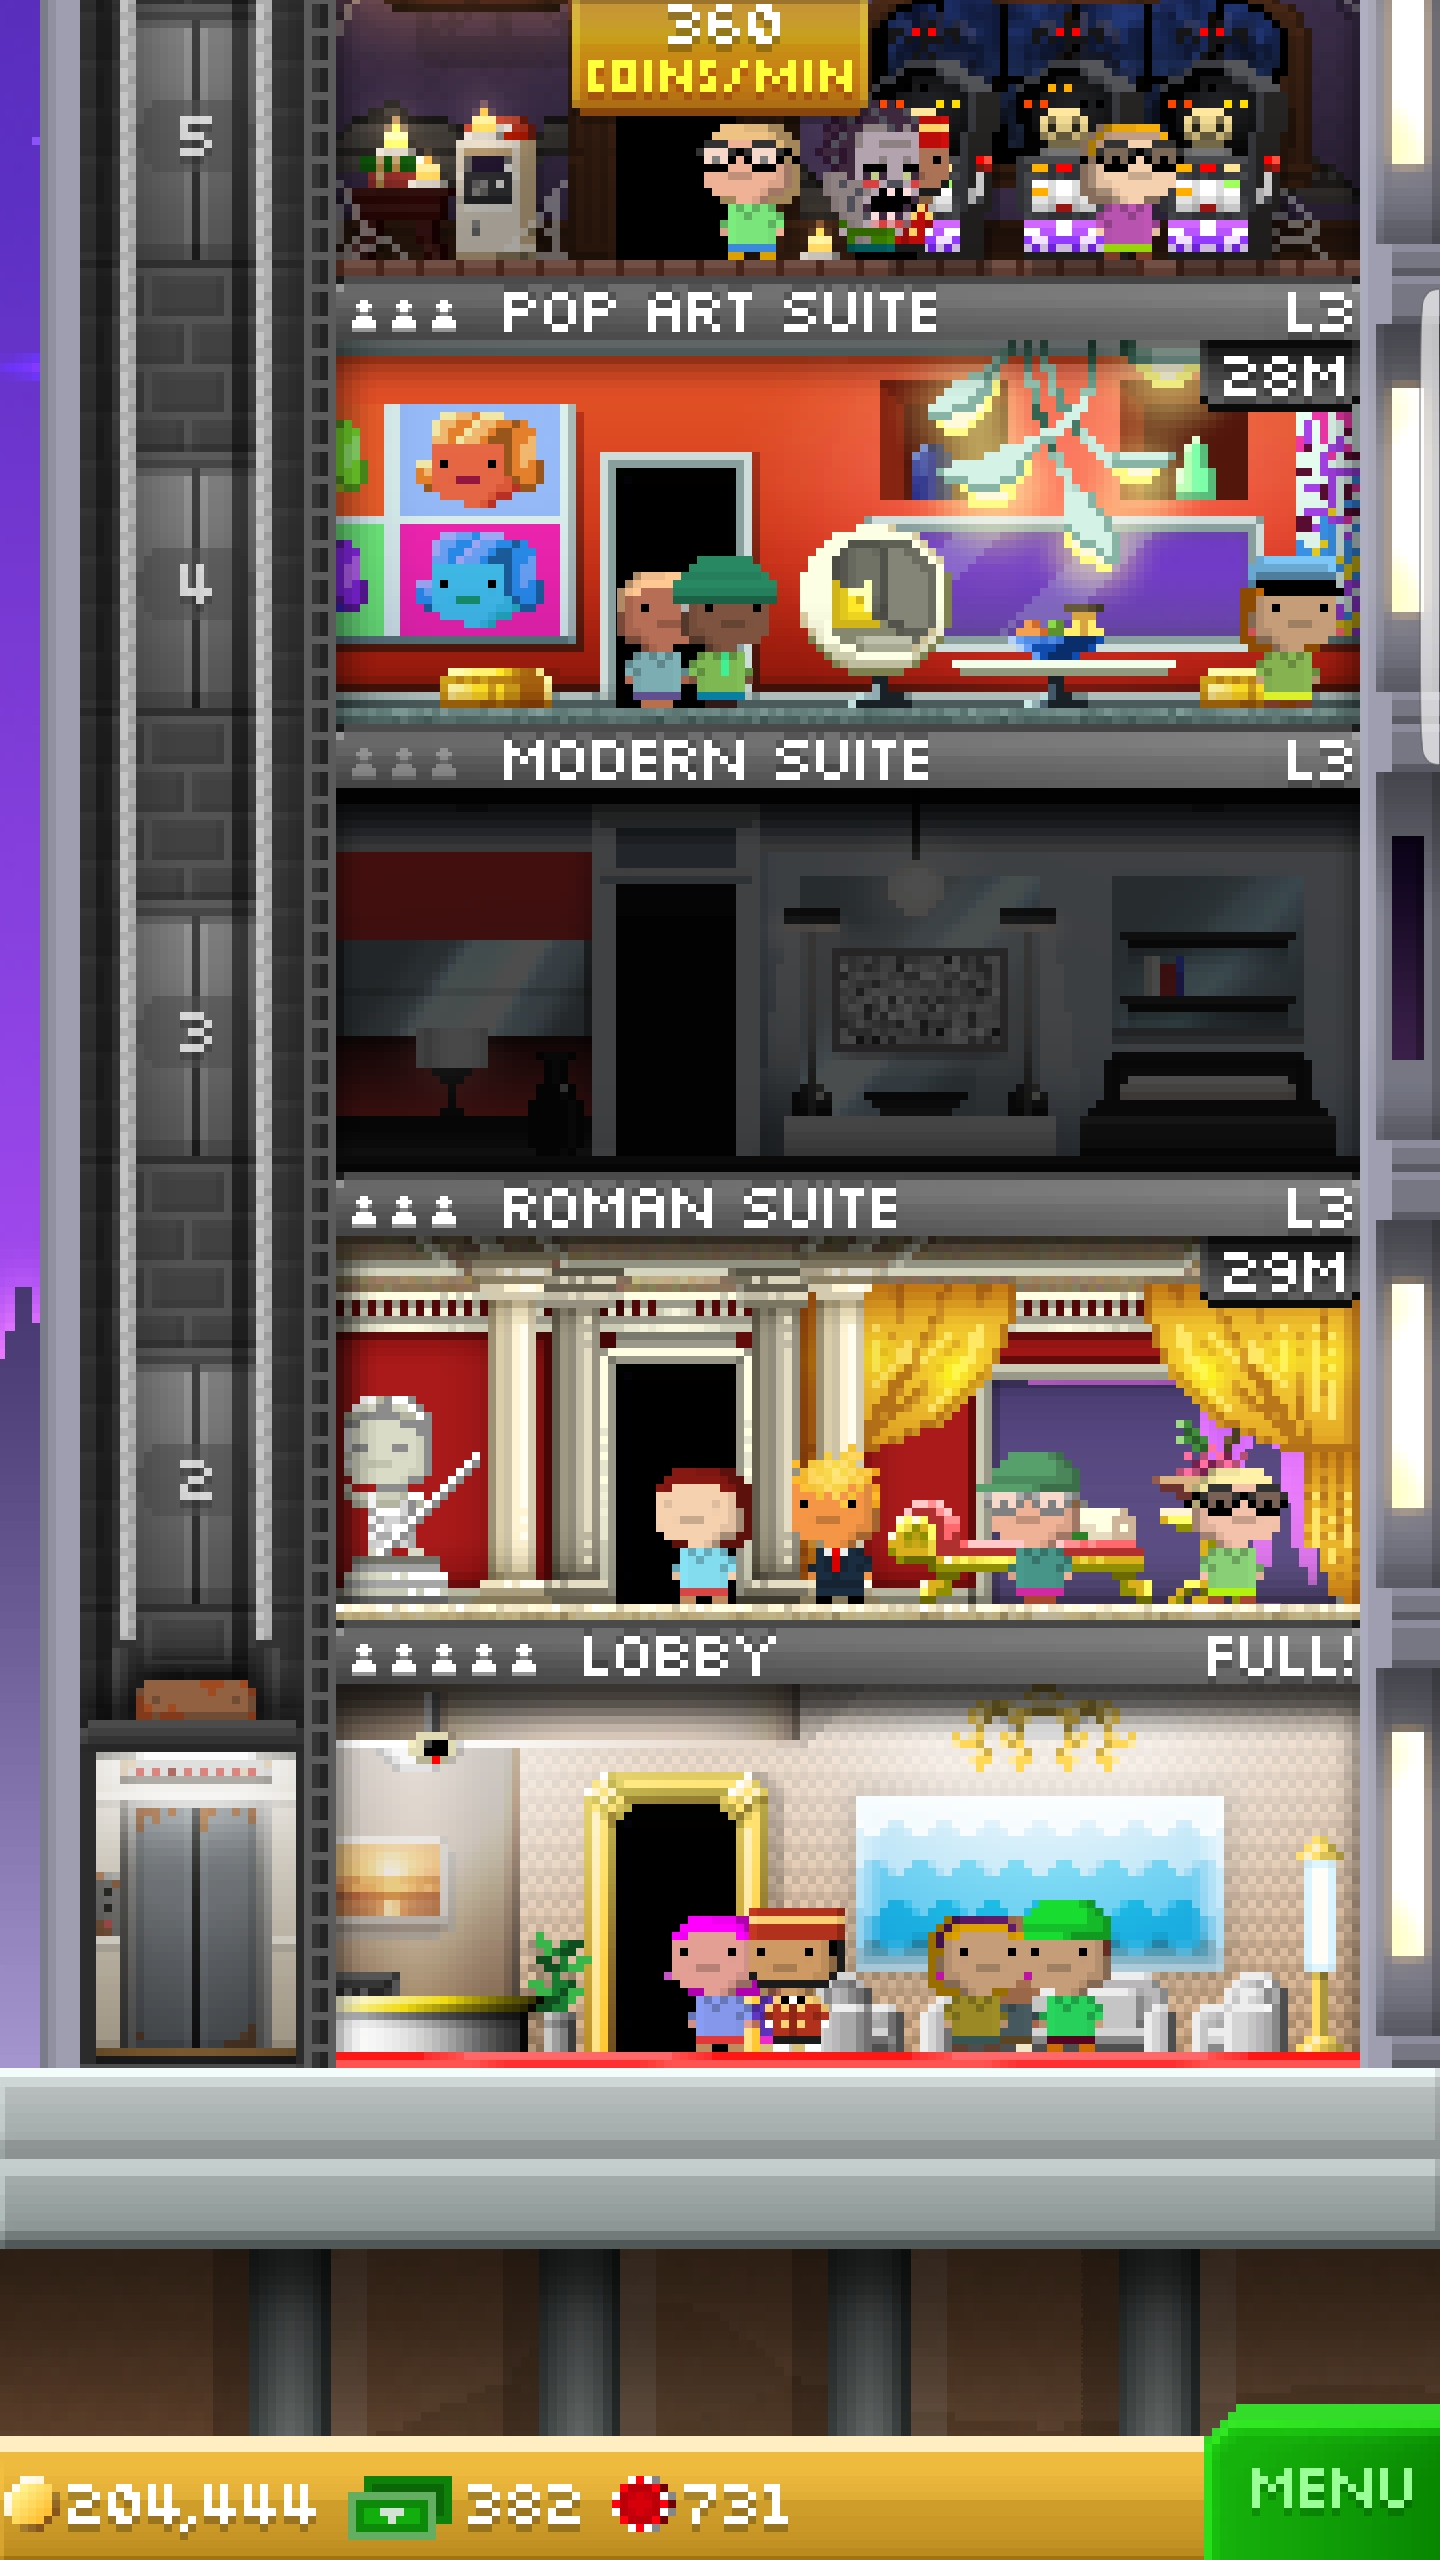 360
COINS/MIN
5
POP ART SUITE L3
28M
4
MODERN SUITE L3
3
ROMAN SUITE L3
29M
2
LOBBY FULL!
204,444 382 731 MENU